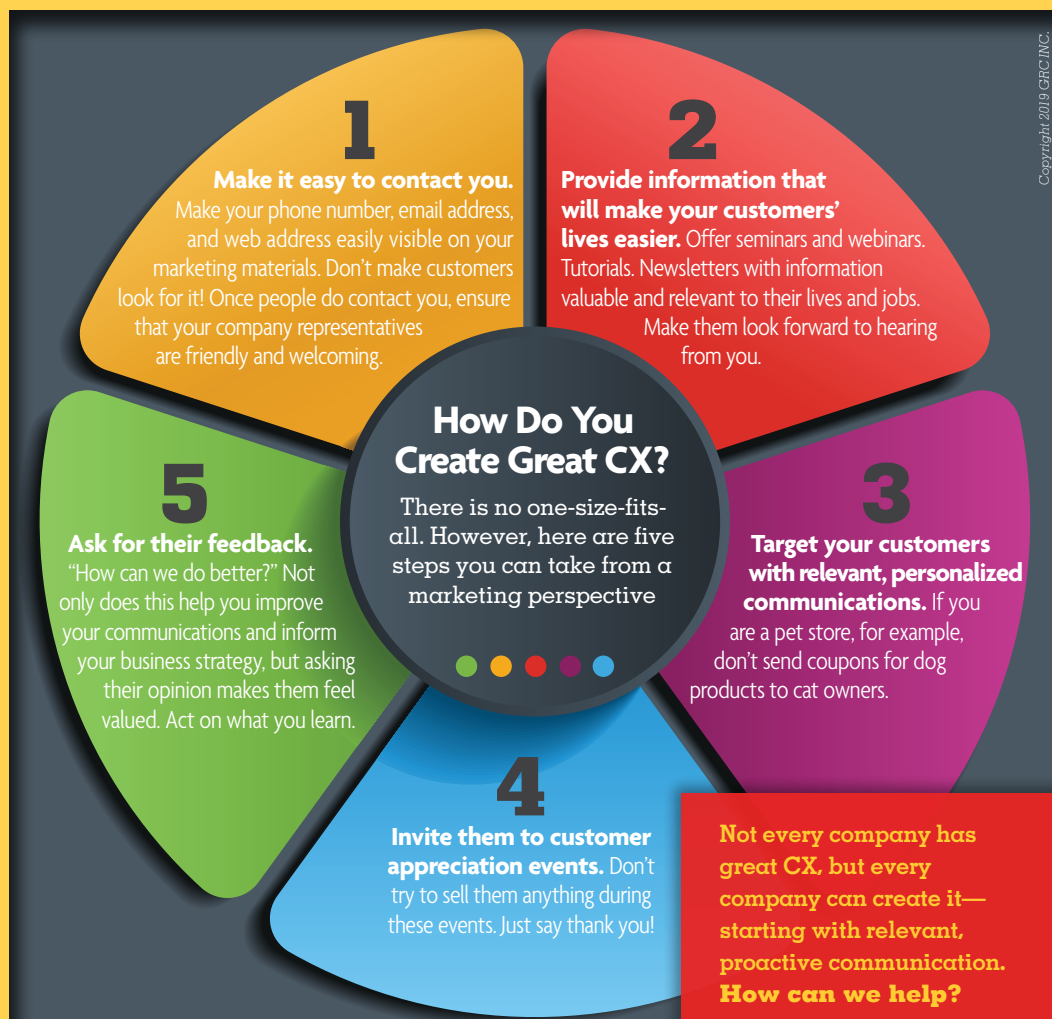 How Do You
Create Great CX?
There is no one-size-fits-
all. However, here are five
steps you can take from a
marketing perspective
1
Make it easy to contact you.
Make your phone number, email address,
and web address easily visible on your
marketing materials. Don't make customers
look for it! Once people do contact you, ensure
that your company representatives
are friendly and welcoming.
2
Provide information that
will make your customers'
lives easier. Offer seminars and webinars.
Tutorials. Newsletters with information
valuable and relevant to their lives and jobs.
Make them look forward to hearing
from you.
3
Target your customers
with relevant, personalized
communications. If you
are a pet store, for example,
don't send coupons for dog
products to cat owners.
4
Invite them to customer
appreciation events. Don't
try to sell them anything during
these events. Just say thank you!
5
Ask for their feedback.
"How can we do better?" Not
only does this help you improve
your communications and inform
your business strategy, but asking
their opinion makes them feel
valued. Act on what you learn.
Not every company has
great CX, but every
company can create it—
starting with relevant,
proactive communication.
How can we help?
Copyright 2019 GRC INC.